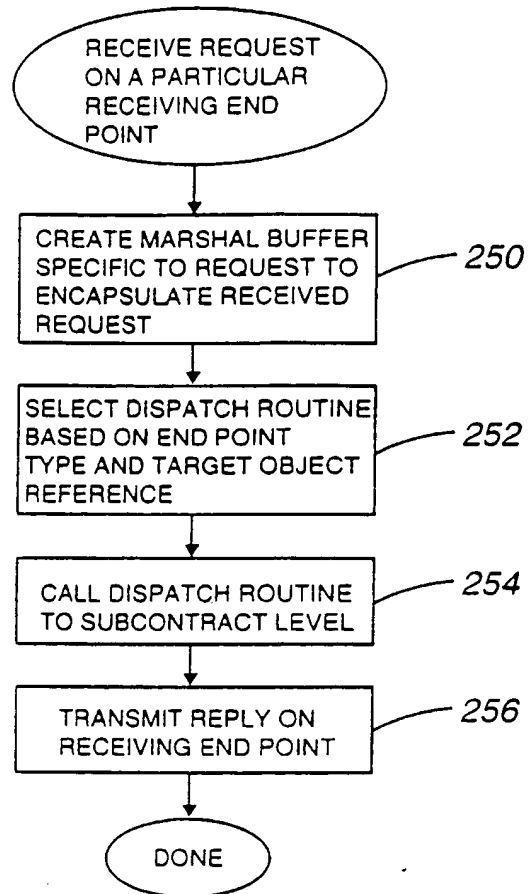 RECEIVE REQUEST
ON A PARTICULAR
RECEIVING END
POINT
CREATE MARSHAL BUFFER
SPECIFIC TO REQUEST TO
ENCAPSULATE RECEIVED
REQUEST
250
SELECT DISPATCH ROUTINE
BASED ON END POINT
TYPE AND TARGET OBJECT
REFERENCE
252
CALL DISPATCH ROUTINE
TO SUBCONTRACT LEVEL
254
TRANSMIT REPLY ON
RECEIVING END POINT
256
DONE